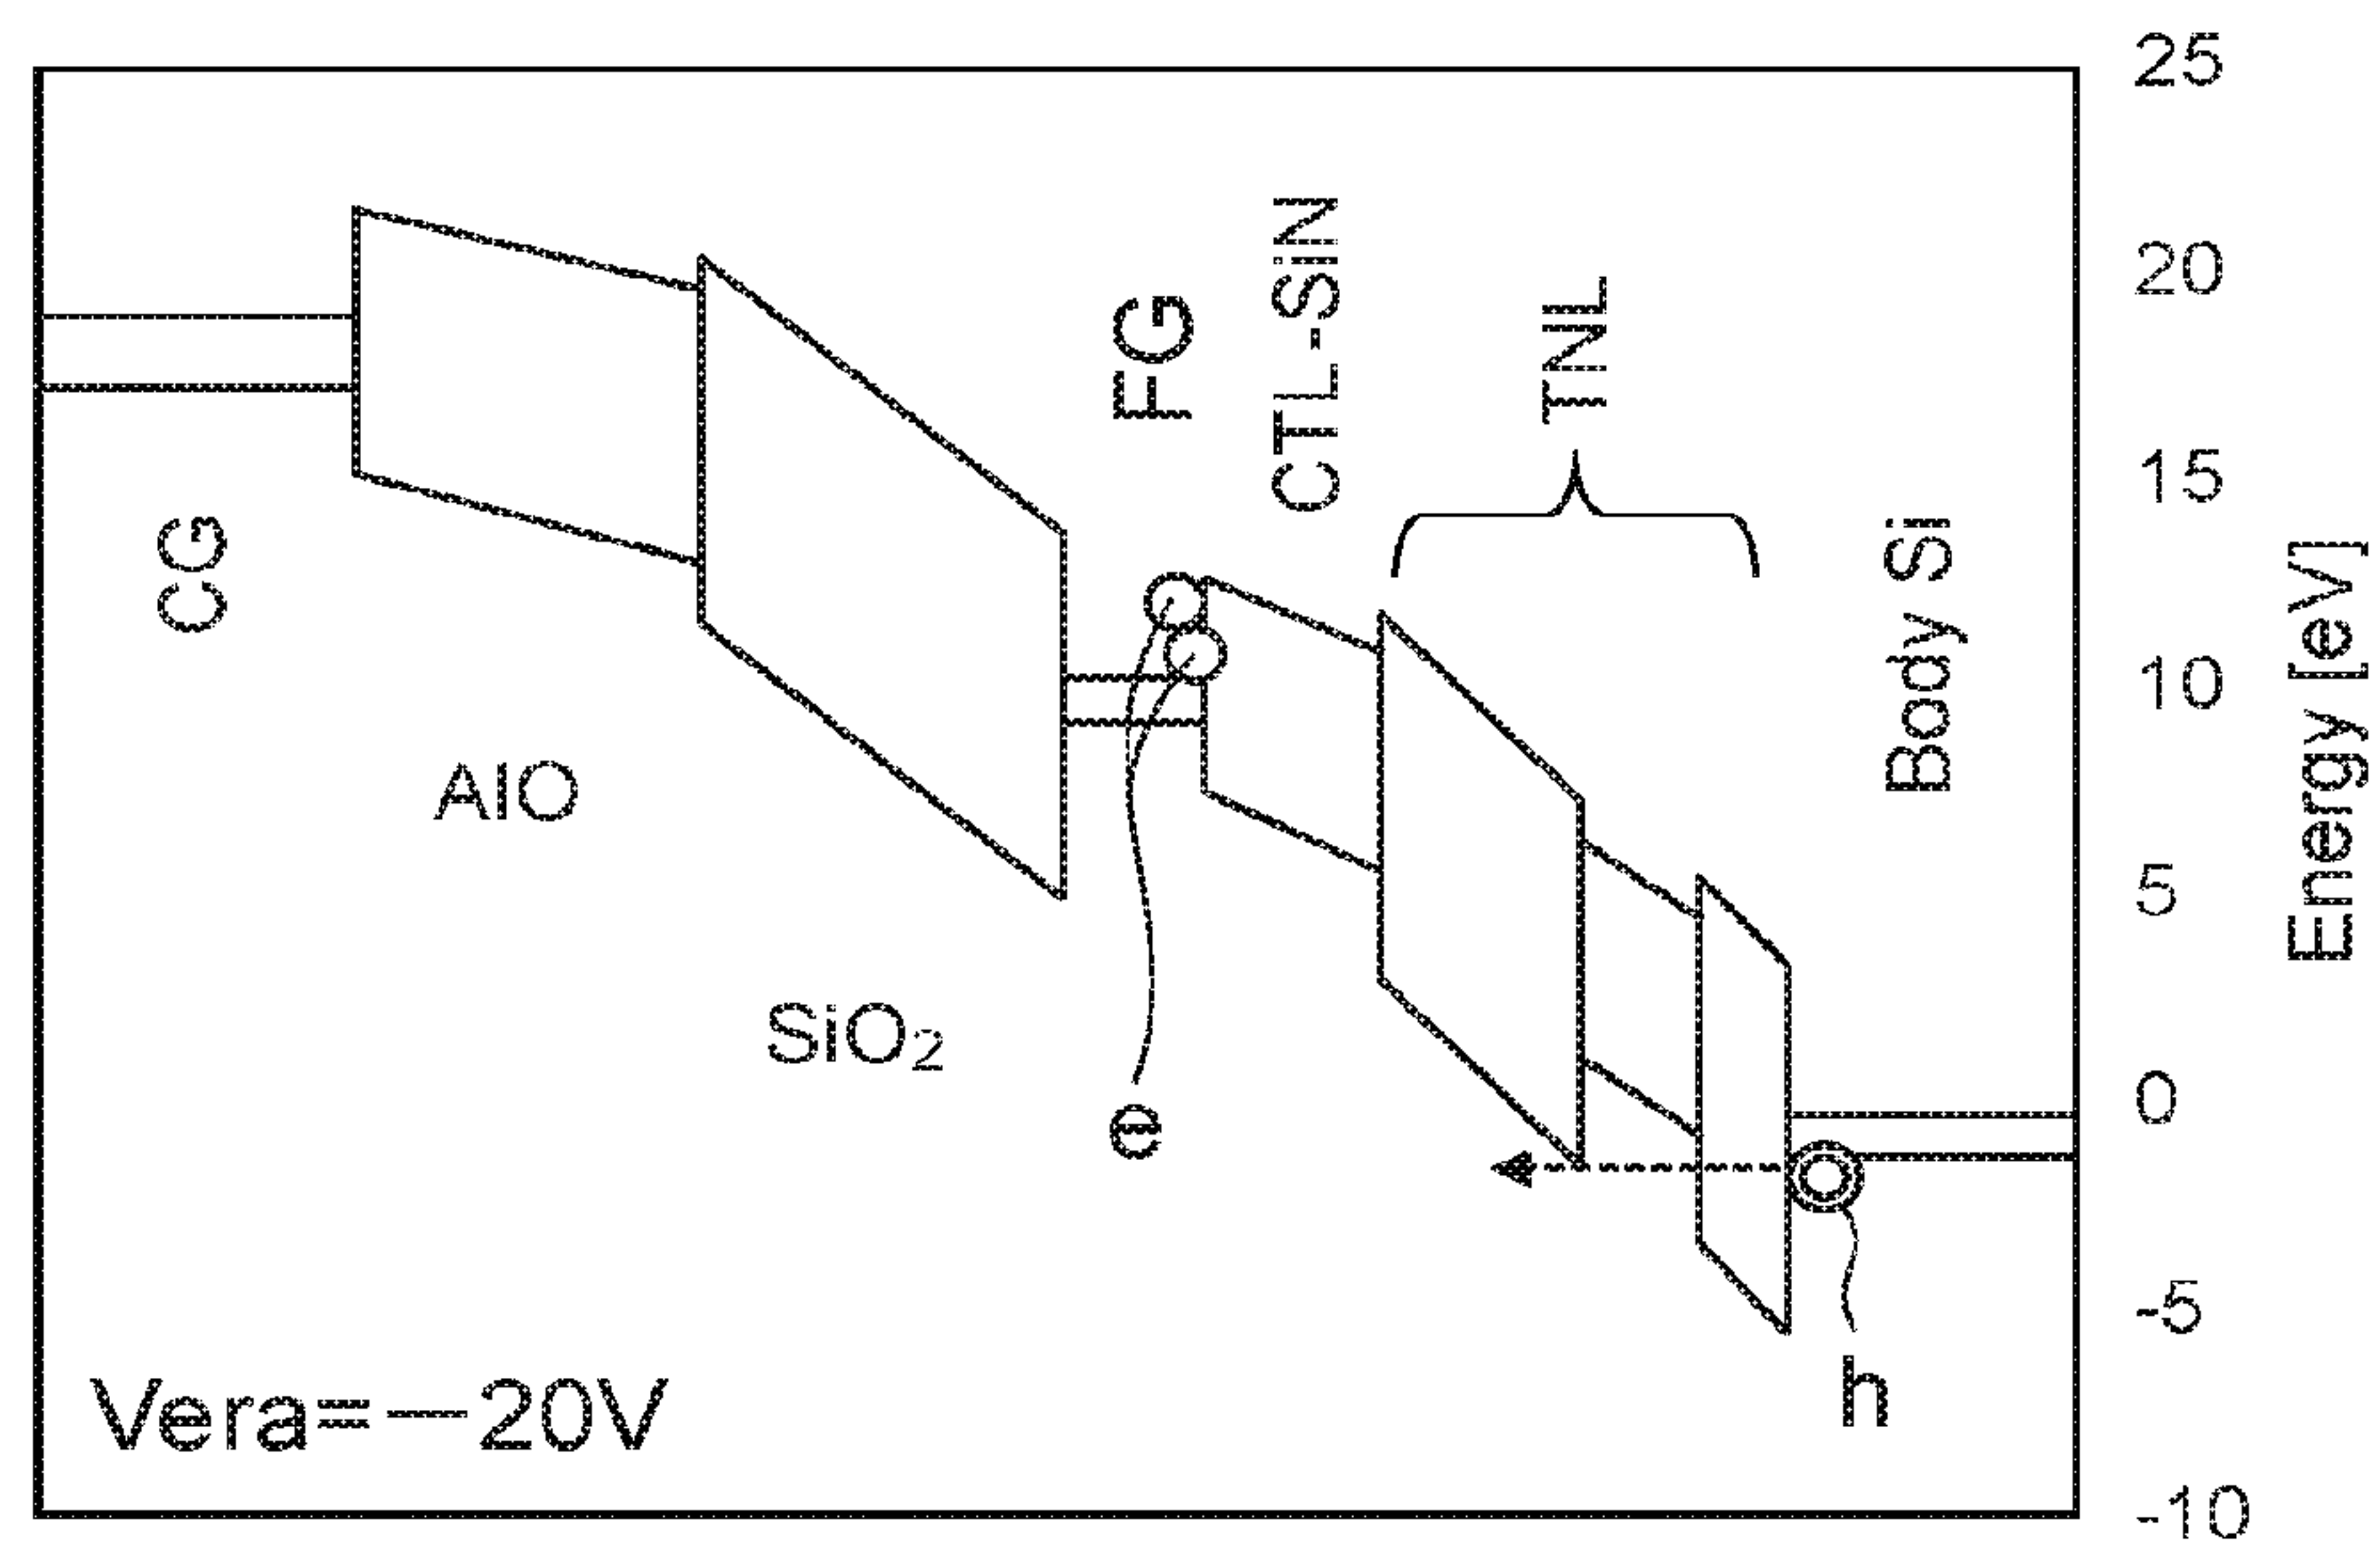 25
20
15
10
5
0
-5
-10
Energy [eV]
CG
AlO
SiO₂
FG
CTL-SiN
TNL
Body Si
e
h
Vera=—20V